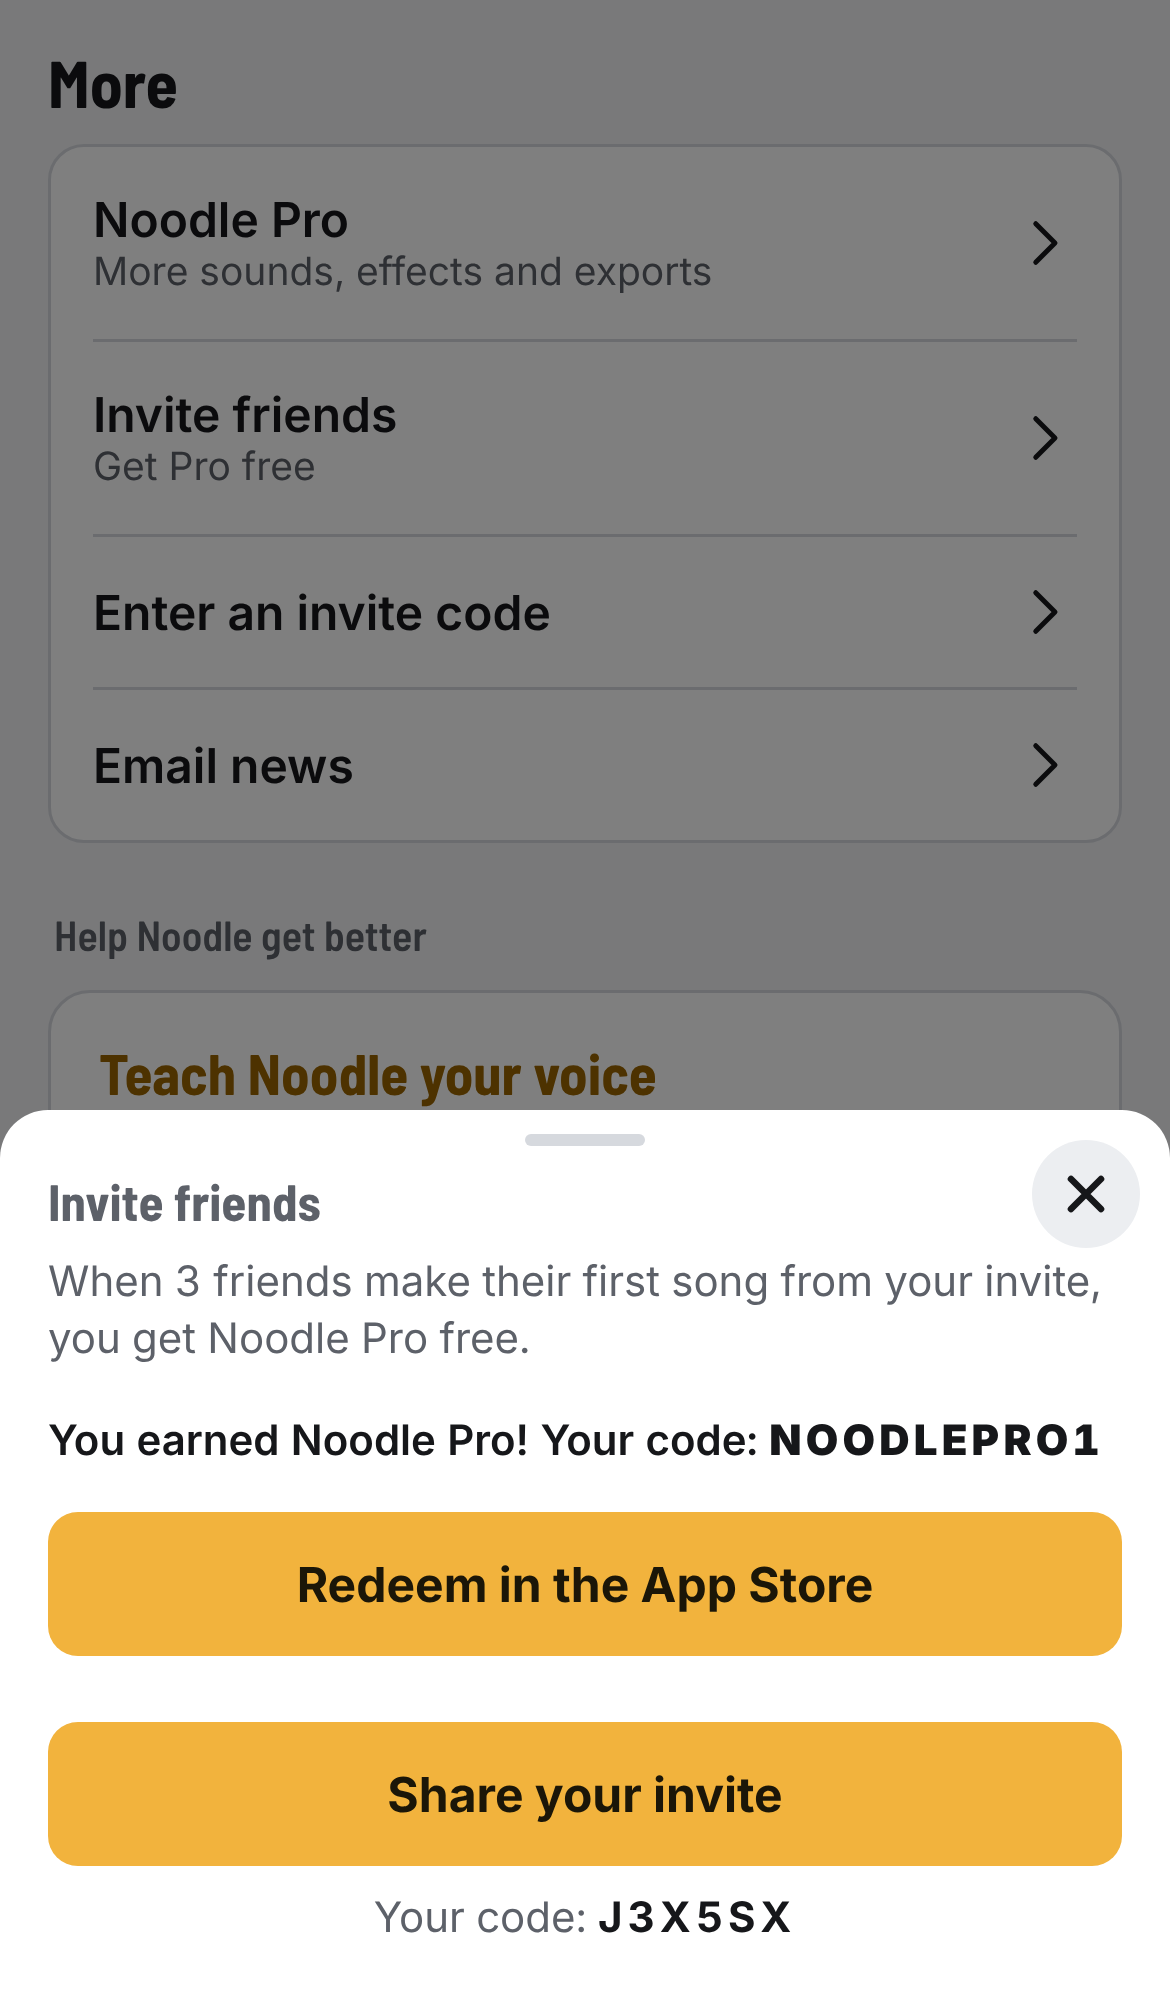 More
Noodle Pro
More sounds, effects and exports
Invite friends
Get Pro free
Enter an invite code
Email news
Help Noodle get better
Teach Noodle your voice
Invite friends
When 3 friends make their first song from your invite,
you get Noodle Pro free.
You earned Noodle Pro! Your code: NOODLEPRO1
Redeem in the App Store
Share your invite
Your code: J3X5SX